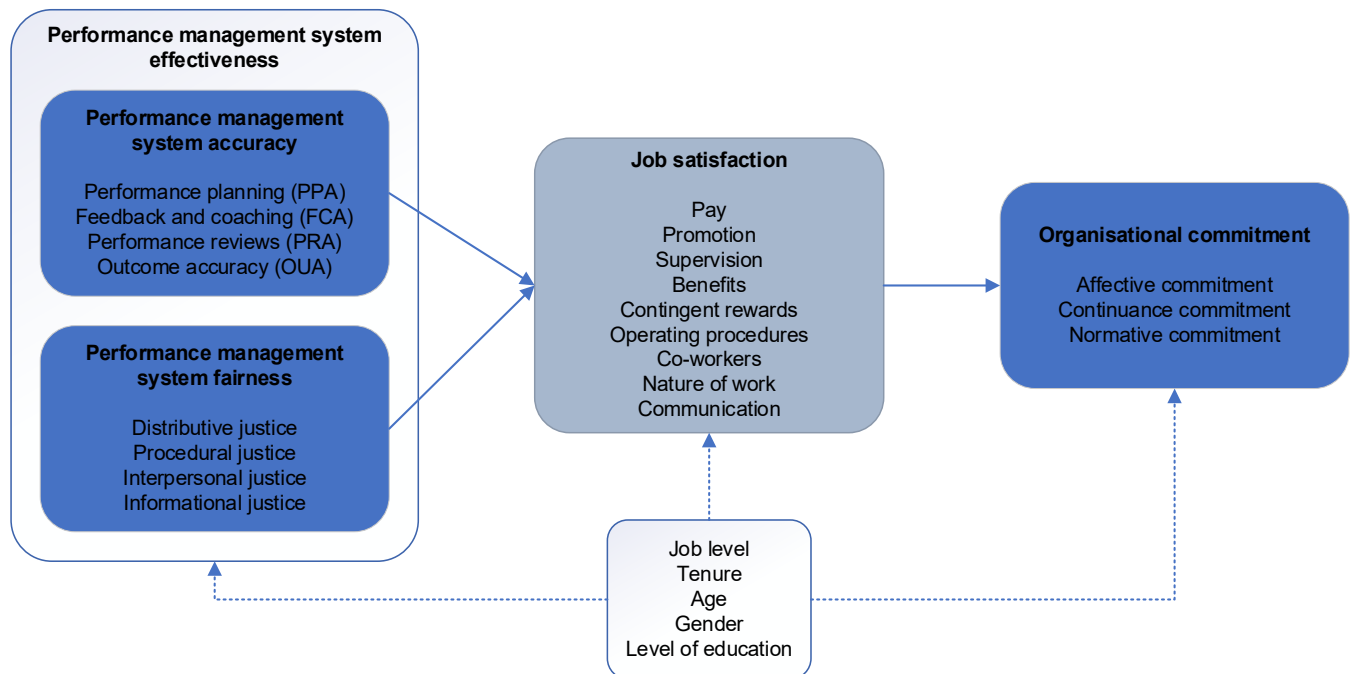 Performance management system
effectiveness
Performance management
system accuracy
Performance planning (PPA)
Feedback and coaching (FCA)
Performance reviews (PRA)
Outcome accuracy (OUA)
Performance management
system fairness
Distributive justice
Procedural justice
Interpersonal justice
Informational justice
Job satisfaction
Pay
Promotion
Supervision
Benefits
Contingent rewards
Operating procedures
Co-workers
Nature of work
Communication
Organisational commitment
Affective commitment
Continuance commitment
Normative commitment
Job level
Tenure
Age
Gender
Level of education